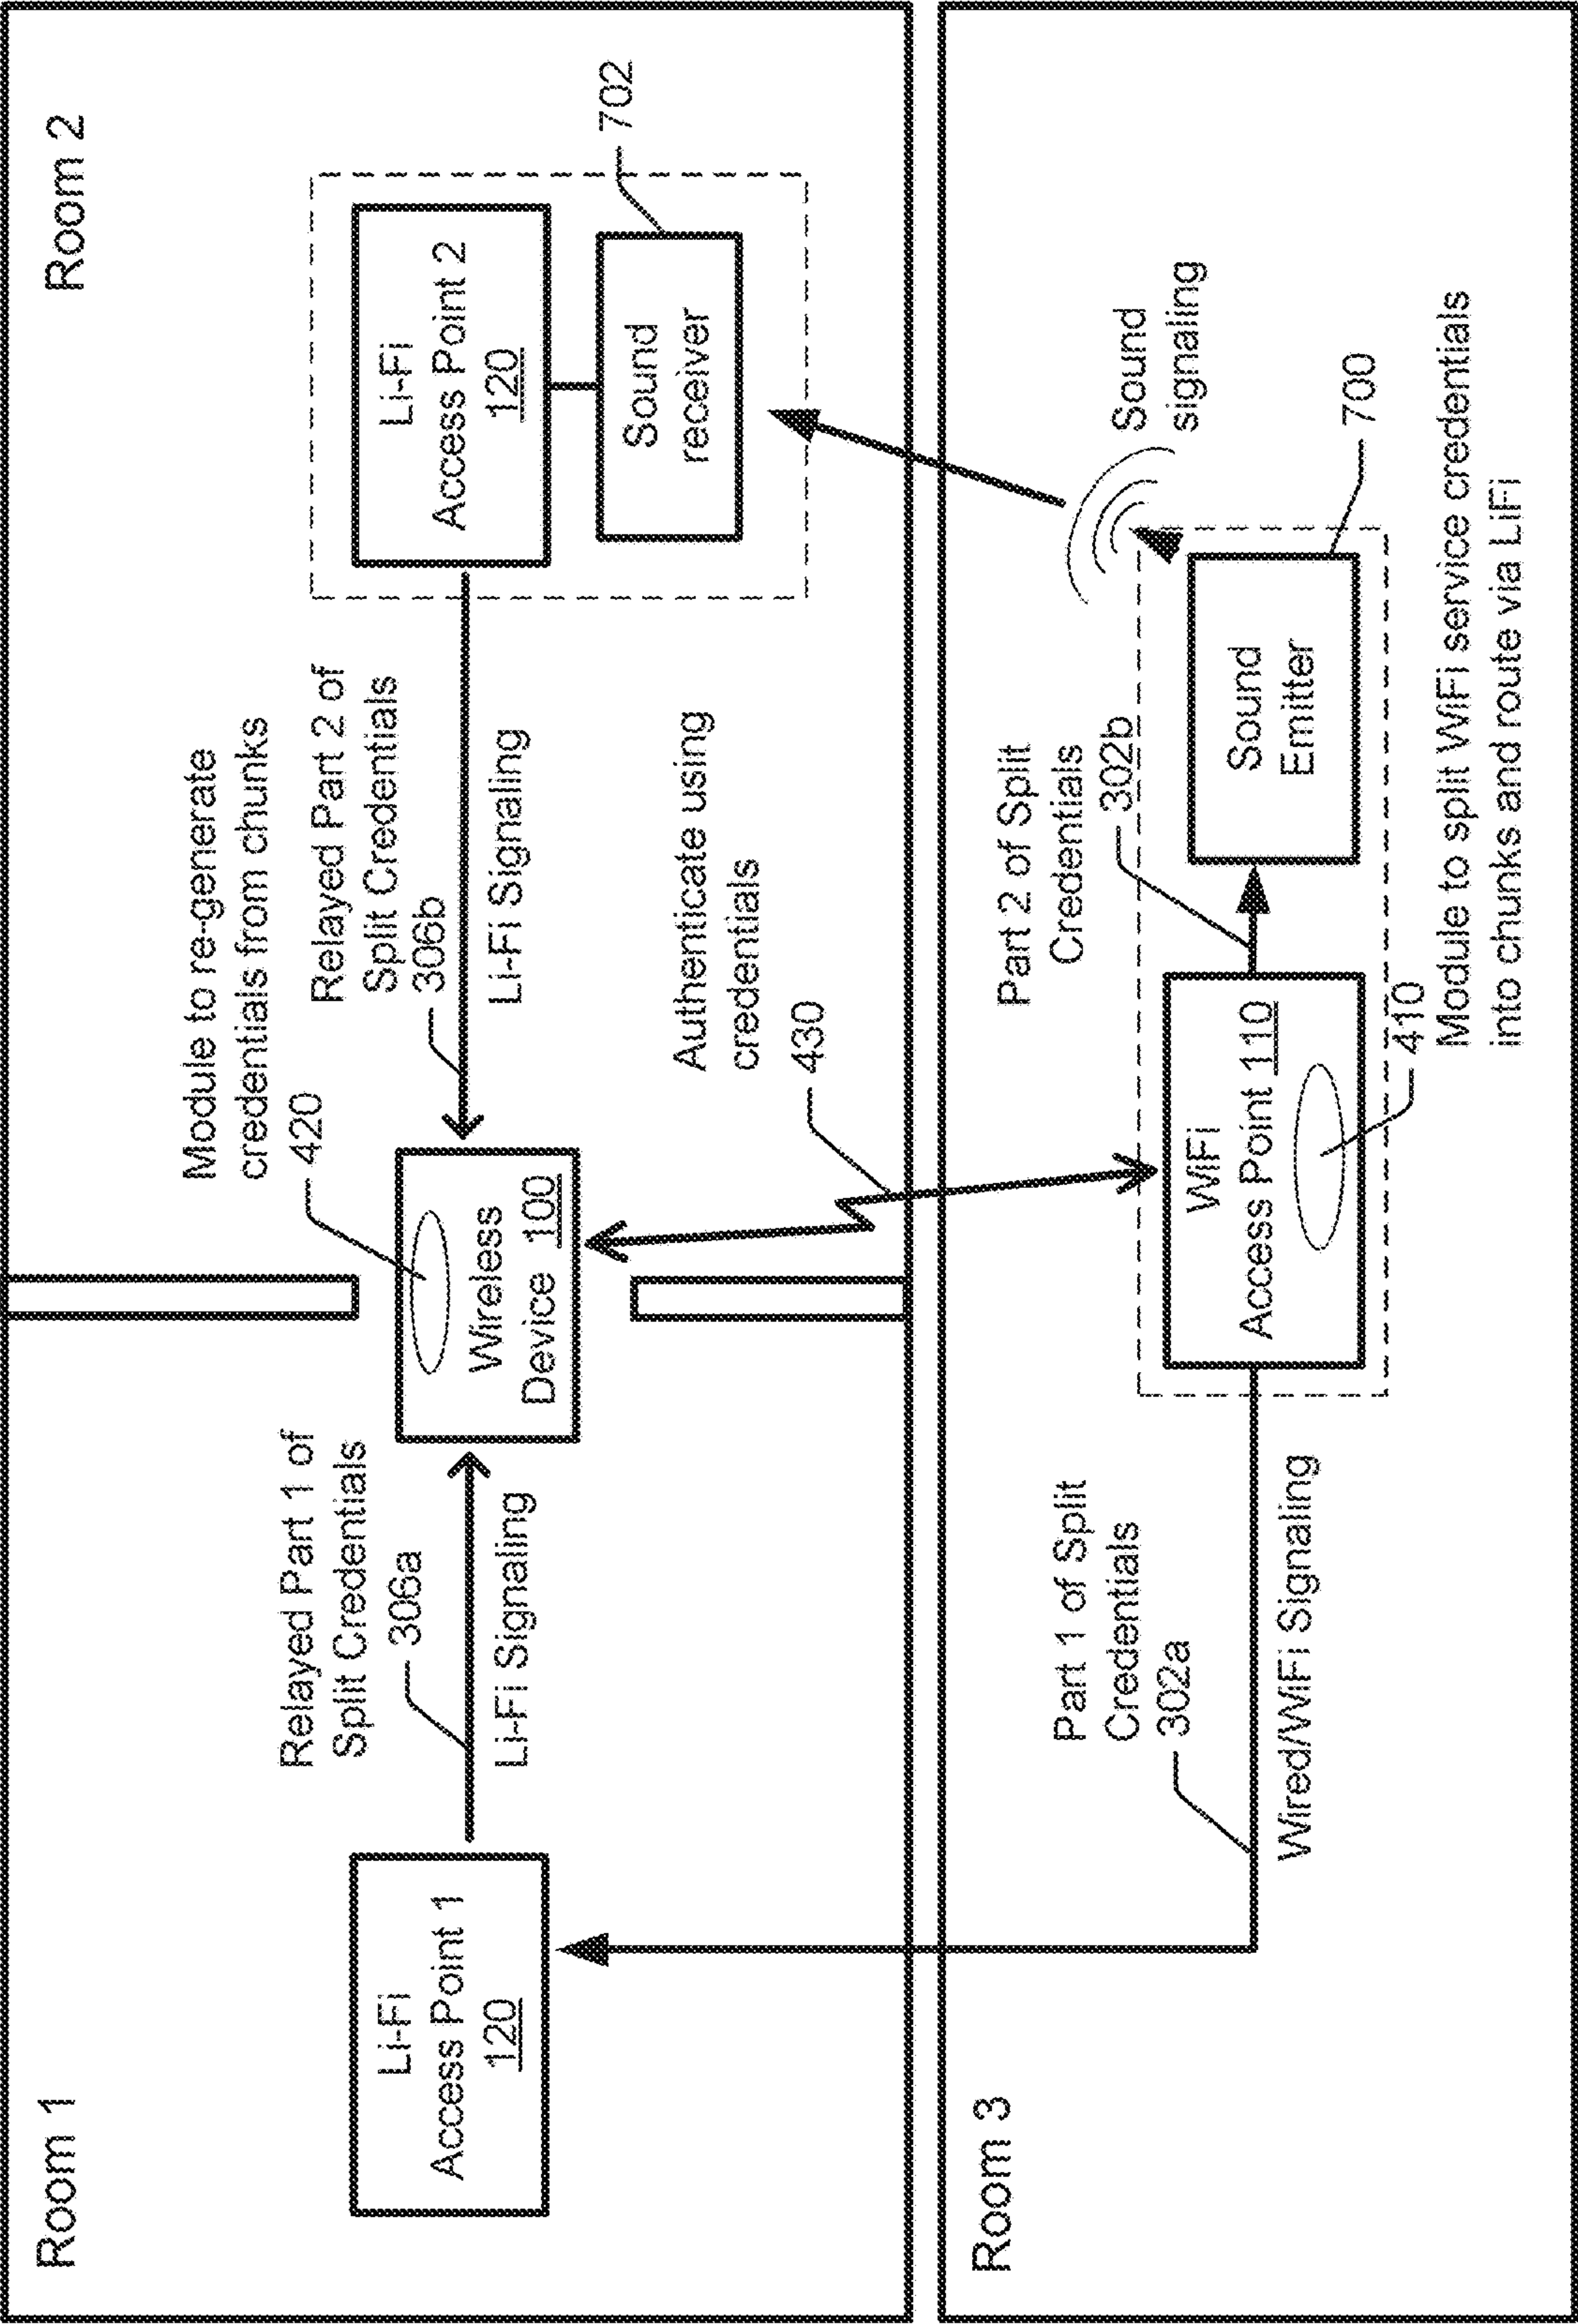 Room 1
Room 2
Module to re-generate
credentials from chunks
420
Relayed Part 1 of
Split Credentials
306a
Li-Fi Signaling
Relayed Part 2 of
Split Credentials
306b
Li-Fi Signaling
Li-Fi
Access Point 1
120
Wireless
Device 100
Li-Fi
Access Point 2
120
Sound
receiver
702
Authenticate using
credentials
430
Room 3
Part 1 of Split
Credentials
302a
Wired/WiFi Signaling
Part 2 of Split
Credentials
302b
Sound
signaling
WiFi
Access Point 110
Sound
Emitter
700
410
Module to split WiFi service credentials
into chunks and route via LiFi